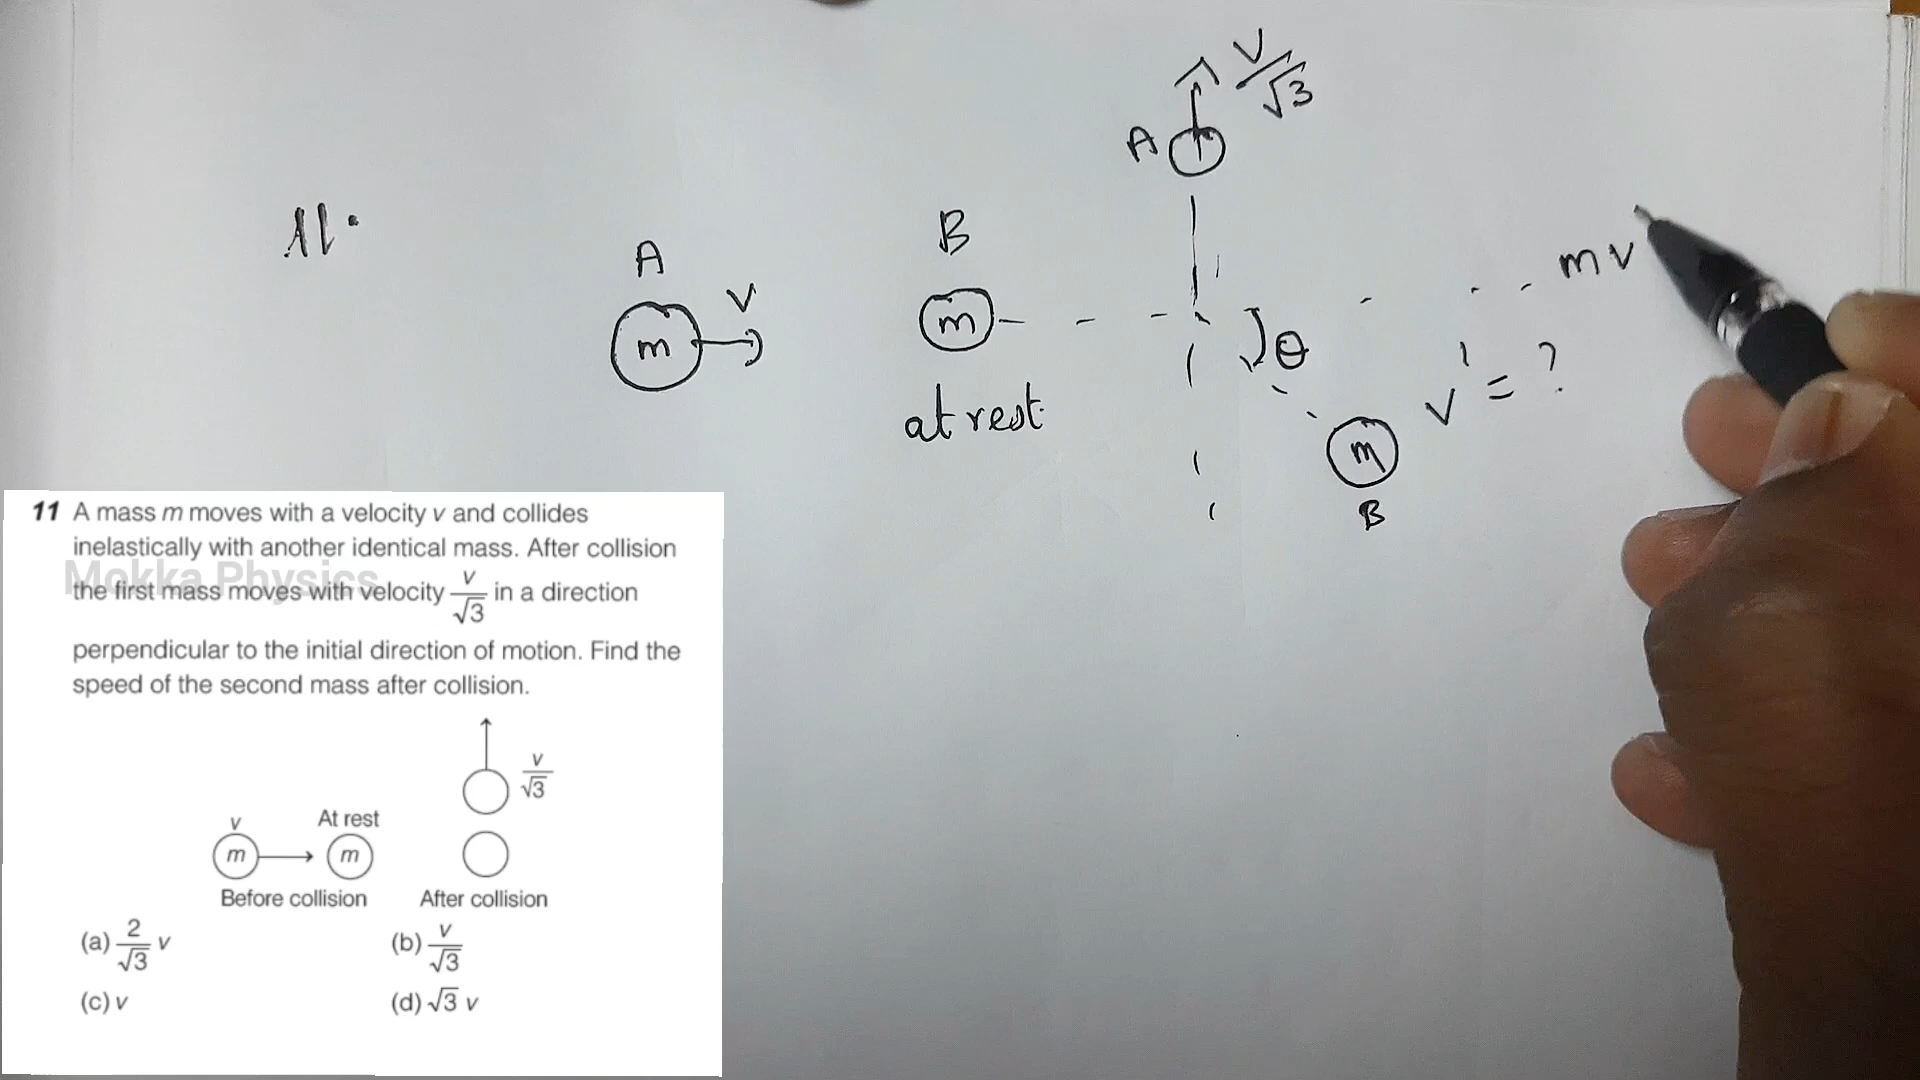 11.
A
v
m
B
m
at rest
A
v/√3
θ
mv
v' = ?
m
B
11 A mass m moves with a velocity v and collides
inelastically with another identical mass. After collision
Mokka Physics
the first mass moves with velocity v/√3 in a direction
perpendicular to the initial direction of motion. Find the
speed of the second mass after collision.
v/√3
v At rest
m m
Before collision After collision
(a) 2/√3 v (b) v/√3
(c) v (d) √3 v